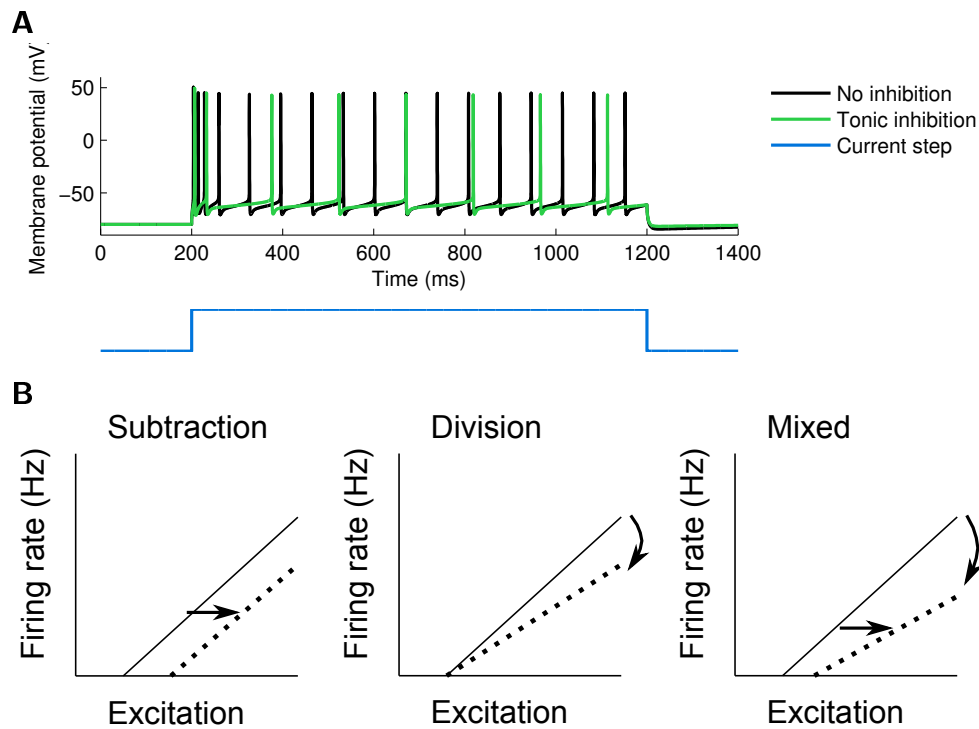 A
Membrane potential (mV)
50
0
−50
0
200
400
600
800
1000
1200
1400
Time (ms)
No inhibition
Tonic inhibition
Current step
B
Subtraction
Firing rate (Hz)
Excitation
Division
Firing rate (Hz)
Excitation
Mixed
Firing rate (Hz)
Excitation